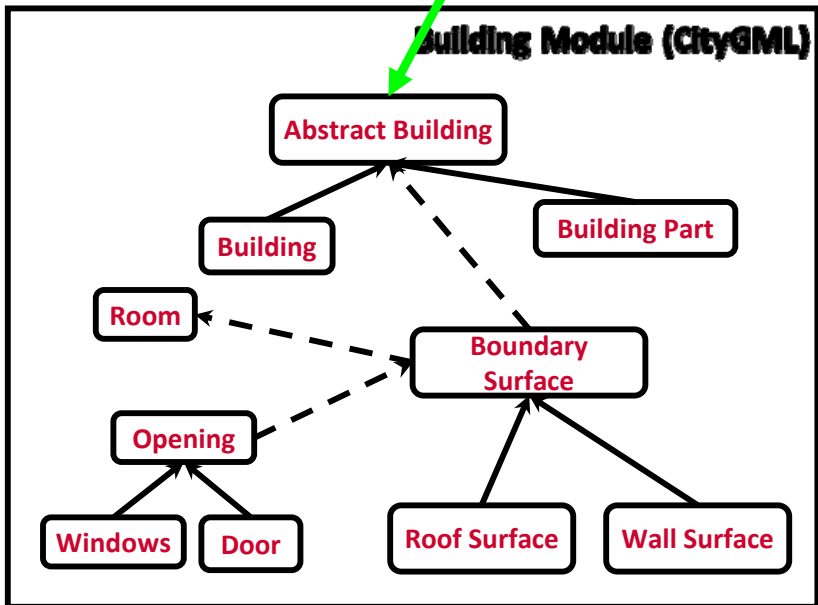 Building Module (CityGML)
Abstract Building
Building
Building Part
Room
Boundary
Surface
Opening
Windows
Door
Roof Surface
Wall Surface